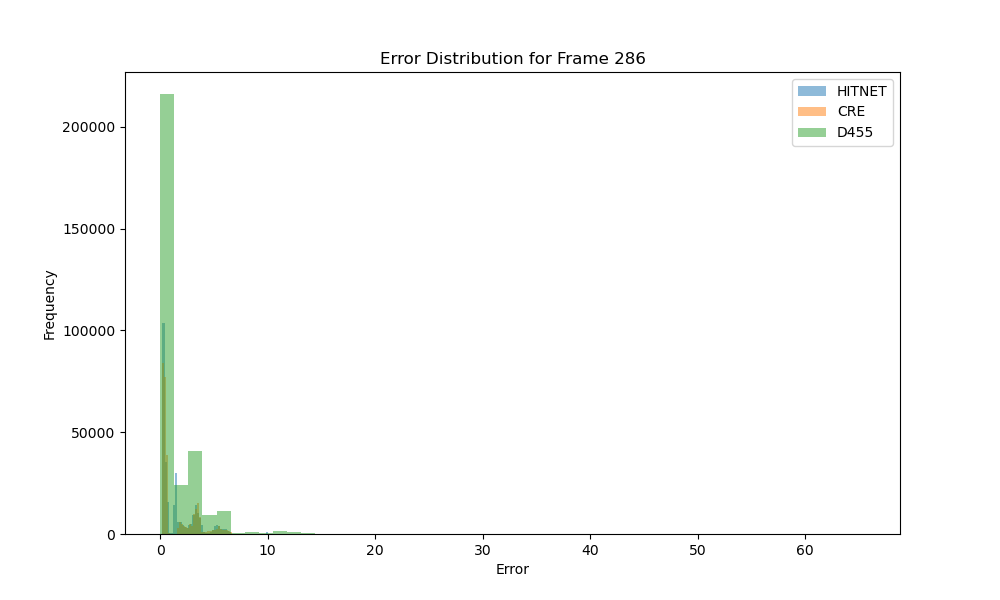 Error Distribution for Frame 286
HITNET
CRE
D455
200000
150000
100000
50000
0
Frequency
0 10 20 30 40 50 60
Error